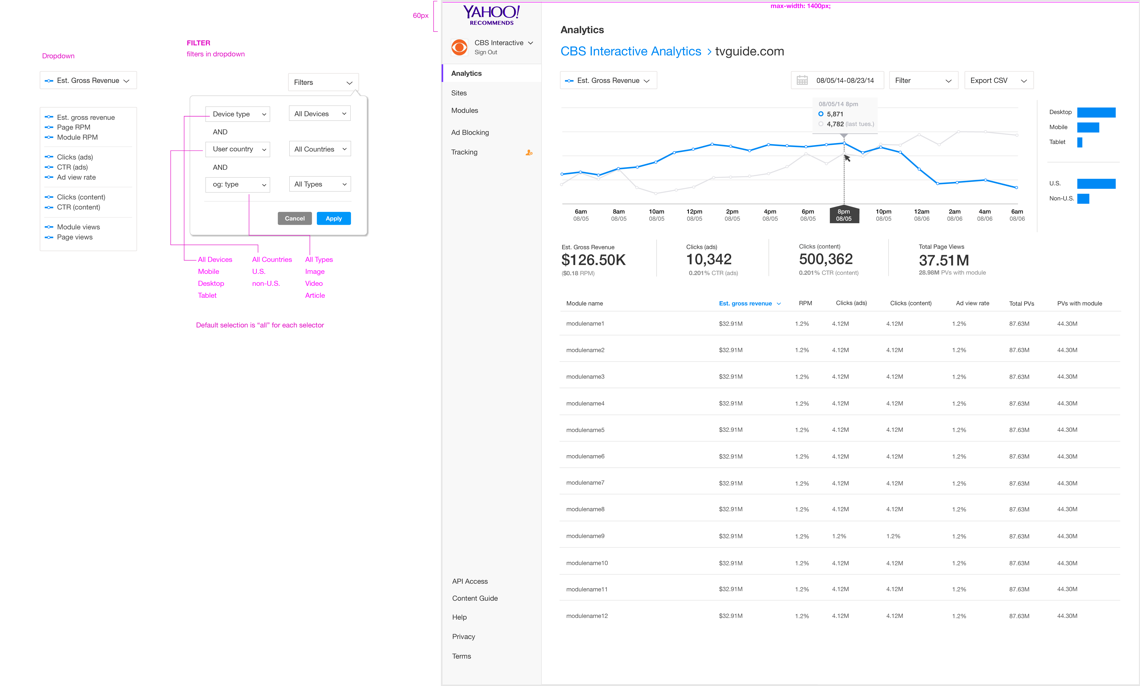 max-width: 1400px;
60px
FILTER
filters in dropdown
Dropdown
Est. Gross Revenue
Est. gross revenue
Page RPM
Module RPM
Clicks (ads)
CTR (ads)
Ad view rate
Clicks (content)
CTR (content)
Module views
Page views
Filters
Device type
All Devices
AND
User country
All Countries
AND
og: type
All Types
Cancel
Apply
All Devices
Mobile
Desktop
Tablet
All Countries
U.S.
non-U.S.
All Types
Image
Video
Article
Default selection is "all" for each selector
YAHOO!
RECOMMENDS
CBS Interactive
Sign Out
Analytics
Sites
Modules
Ad Blocking
Tracking
API Access
Content Guide
Help
Privacy
Terms
Analytics
CBS Interactive Analytics › tvguide.com
Est. Gross Revenue
08/05/14-08/23/14
Filter
Export CSV
08/05/14 8pm
5,871
4,782 (last tues.)
6am 8am 10am 12pm 2pm 4pm 6pm 8pm 10pm 12am 2am 4am 6am
08/05 08/05 08/05 08/05 08/05 08/05 08/05 08/05 08/05 08/06 08/06 08/06 08/06
Desktop
Mobile
Tablet
U.S.
Non-U.S.
Est. Gross Revenue
$126.50K
($0.18 RPM)
Clicks (ads)
10,342
0.201% CTR (ads)
Clicks (content)
500,362
0.201% CTR (content)
Total Page Views
37.51M
28.98M PVs with module
Module name Est. gross revenue RPM Clicks (ads) Clicks (content) Ad view rate Total PVs PVs with module
modulename1 $32.91M 1.2% 4.12M 4.12M 1.2% 87.63M 44.30M
modulename2 $32.91M 1.2% 4.12M 4.12M 1.2% 87.63M 44.30M
modulename3 $32.91M 1.2% 4.12M 4.12M 1.2% 87.63M 44.30M
modulename4 $32.91M 1.2% 4.12M 4.12M 1.2% 87.63M 44.30M
modulename5 $32.91M 1.2% 4.12M 4.12M 1.2% 87.63M 44.30M
modulename6 $32.91M 1.2% 4.12M 4.12M 1.2% 87.63M 44.30M
modulename7 $32.91M 1.2% 4.12M 4.12M 1.2% 87.63M 44.30M
modulename8 $32.91M 1.2% 4.12M 4.12M 1.2% 87.63M 44.30M
modulename9 $32.91M 1.2% 1.2% 1.2% 1.2% 87.63M 44.30M
modulename10 $32.91M 1.2% 4.12M 4.12M 1.2% 87.63M 44.30M
modulename11 $32.91M 1.2% 4.12M 4.12M 1.2% 87.63M 44.30M
modulename12 $32.91M 1.2% 4.12M 4.12M 1.2% 87.63M 44.30M